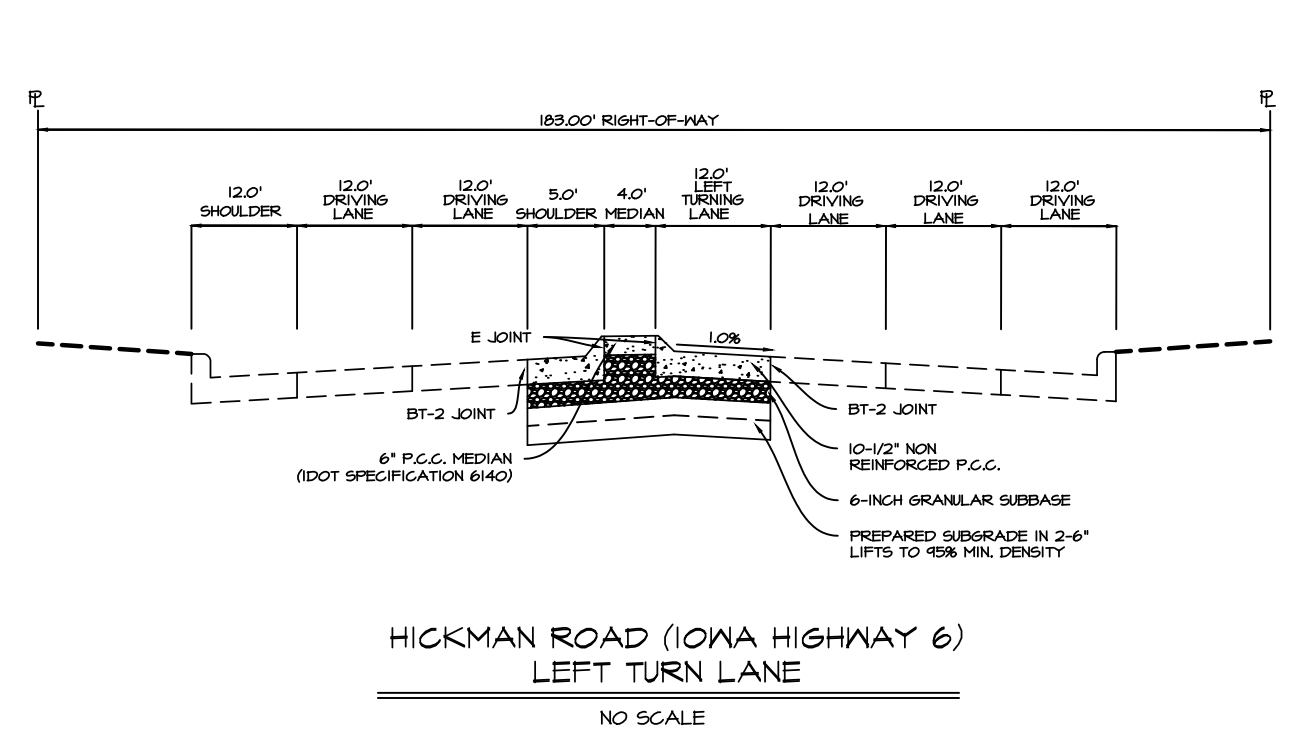 PL
PL
183.00' RIGHT-OF-WAY
12.0'
SHOULDER
12.0'
DRIVING
LANE
12.0'
DRIVING
LANE
5.0'
SHOULDER
4.0'
MEDIAN
12.0'
LEFT
TURNING
LANE
12.0'
DRIVING
LANE
12.0'
DRIVING
LANE
12.0'
DRIVING
LANE
E JOINT
1.0%
BT-2 JOINT
BT-2 JOINT
6" P.C.C. MEDIAN
(IDOT SPECIFICATION 6140)
10-1/2" NON
REINFORCED P.C.C.
6-INCH GRANULAR SUBBASE
PREPARED SUBGRADE IN 2-6"
LIFTS TO 95% MIN. DENSITY
HICKMAN ROAD (IOWA HIGHWAY 6)
LEFT TURN LANE
NO SCALE